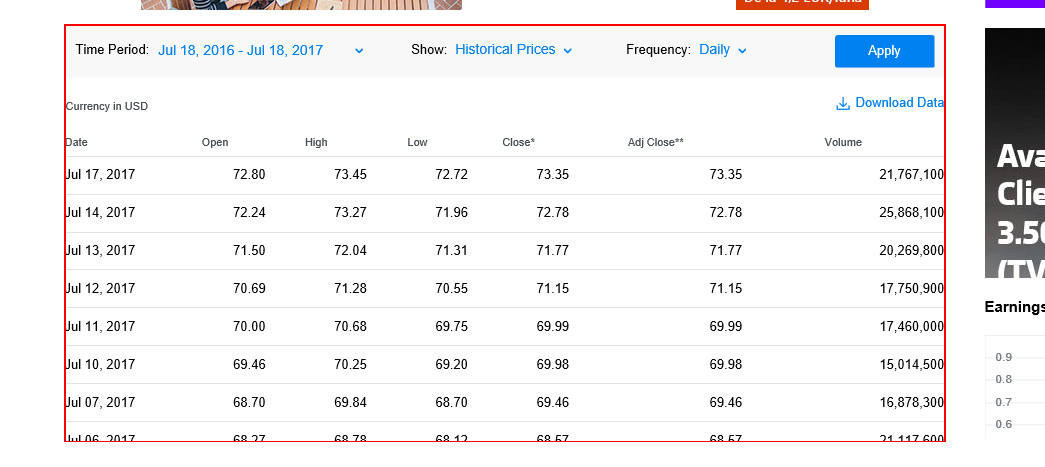 De la 4,2 EUR/luna
Time Period: Jul 18, 2016 - Jul 18, 2017 Show: Historical Prices Frequency: Daily Apply
Currency in USD Download Data
Date Open High Low Close* Adj Close** Volume
Jul 17, 2017 72.80 73.45 72.72 73.35 73.35 21,767,100
Jul 14, 2017 72.24 73.27 71.96 72.78 72.78 25,868,100
Jul 13, 2017 71.50 72.04 71.31 71.77 71.77 20,269,800
Jul 12, 2017 70.69 71.28 70.55 71.15 71.15 17,750,900
Jul 11, 2017 70.00 70.68 69.75 69.99 69.99 17,460,000
Jul 10, 2017 69.46 70.25 69.20 69.98 69.98 15,014,500
Jul 07, 2017 68.70 69.84 68.70 69.46 69.46 16,878,300
Jul 06, 2017 68.27 68.78 68.12 68.57 68.57 21,117,600
Ava
Clie
3.50
(TV
Earnings
0.9
0.8
0.7
0.6